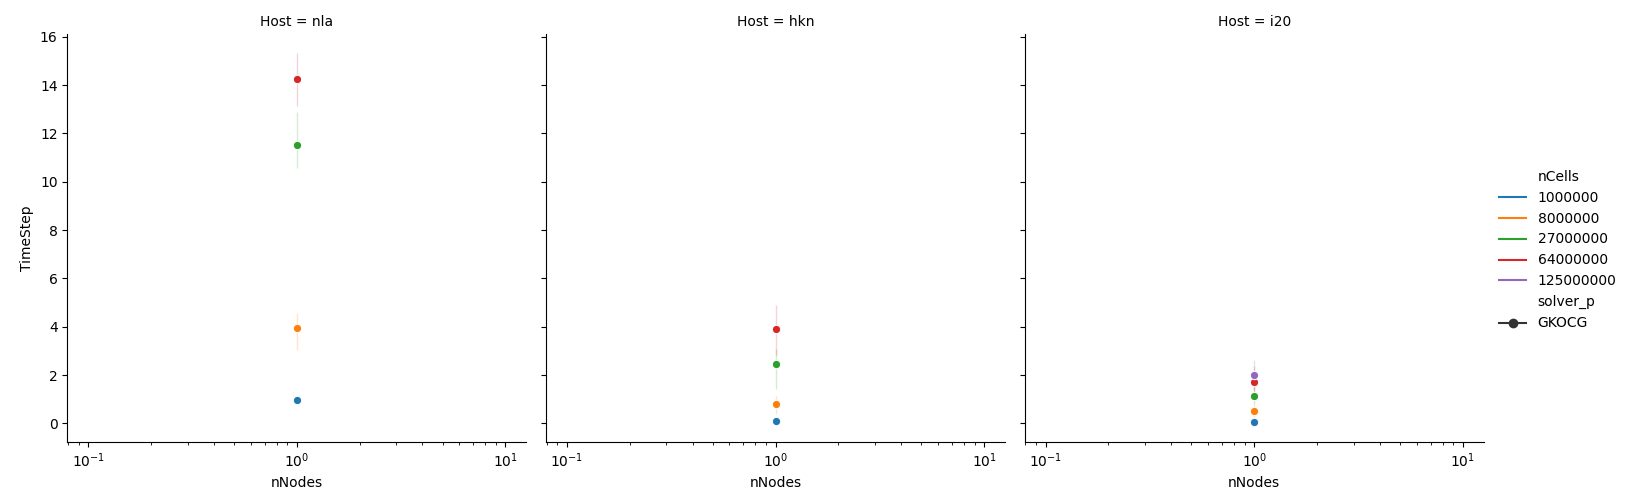 Host = nla
Host = hkn
Host = i20
16
14
12
10
8
6
4
2
0
TimeStep
10⁻¹
10⁰
10¹
10⁻¹
10⁰
10¹
10⁻¹
10⁰
10¹
nNodes
nNodes
nNodes
nCells
1000000
8000000
27000000
64000000
125000000
solver_p
GKOCG